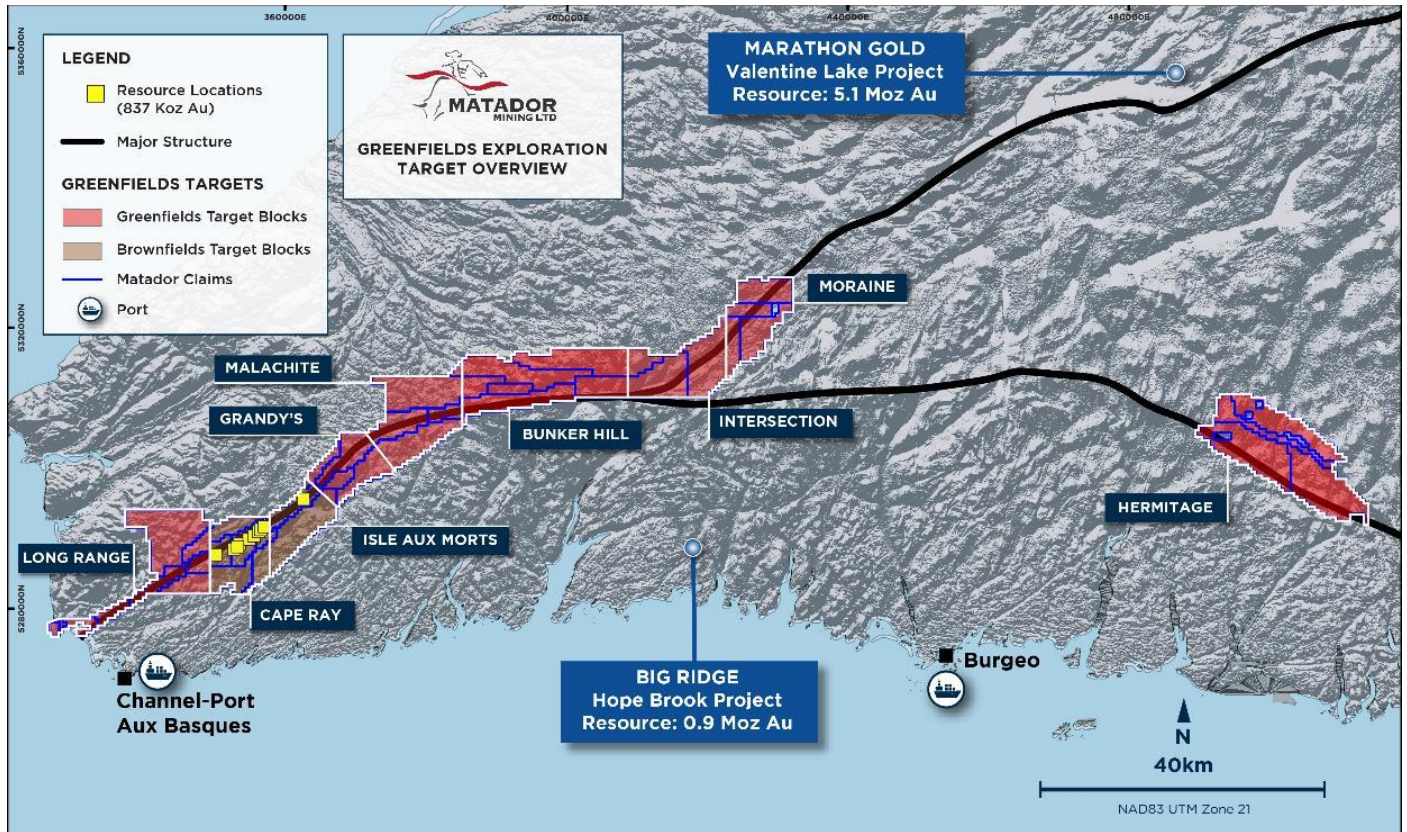 360000E
400000E
440000E
480000E
5360000N
5320000N
5280000N
LEGEND
Resource Locations
(837 Koz Au)
Major Structure
GREENFIELDS TARGETS
Greenfields Target Blocks
Brownfields Target Blocks
Matador Claims
Port
MATADOR
MINING LTD
GREENFIELDS EXPLORATION
TARGET OVERVIEW
MARATHON GOLD
Valentine Lake Project
Resource: 5.1 Moz Au
MORAINE
MALACHITE
GRANDY'S
BUNKER HILL
INTERSECTION
HERMITAGE
ISLE AUX MORTS
LONG RANGE
CAPE RAY
BIG RIDGE
Hope Brook Project
Resource: 0.9 Moz Au
Burgeo
Channel-Port
Aux Basques
N
40km
NAD83 UTM Zone 21